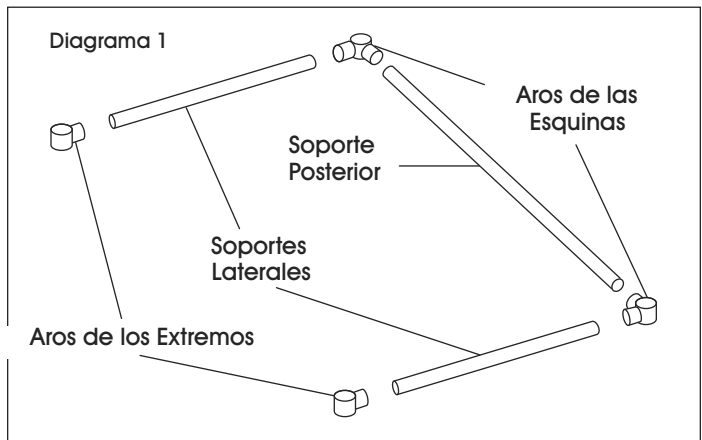 Diagrama 1
Aros de las
Esquinas
Soporte
Posterior
Soportes
Laterales
Aros de los Extremos